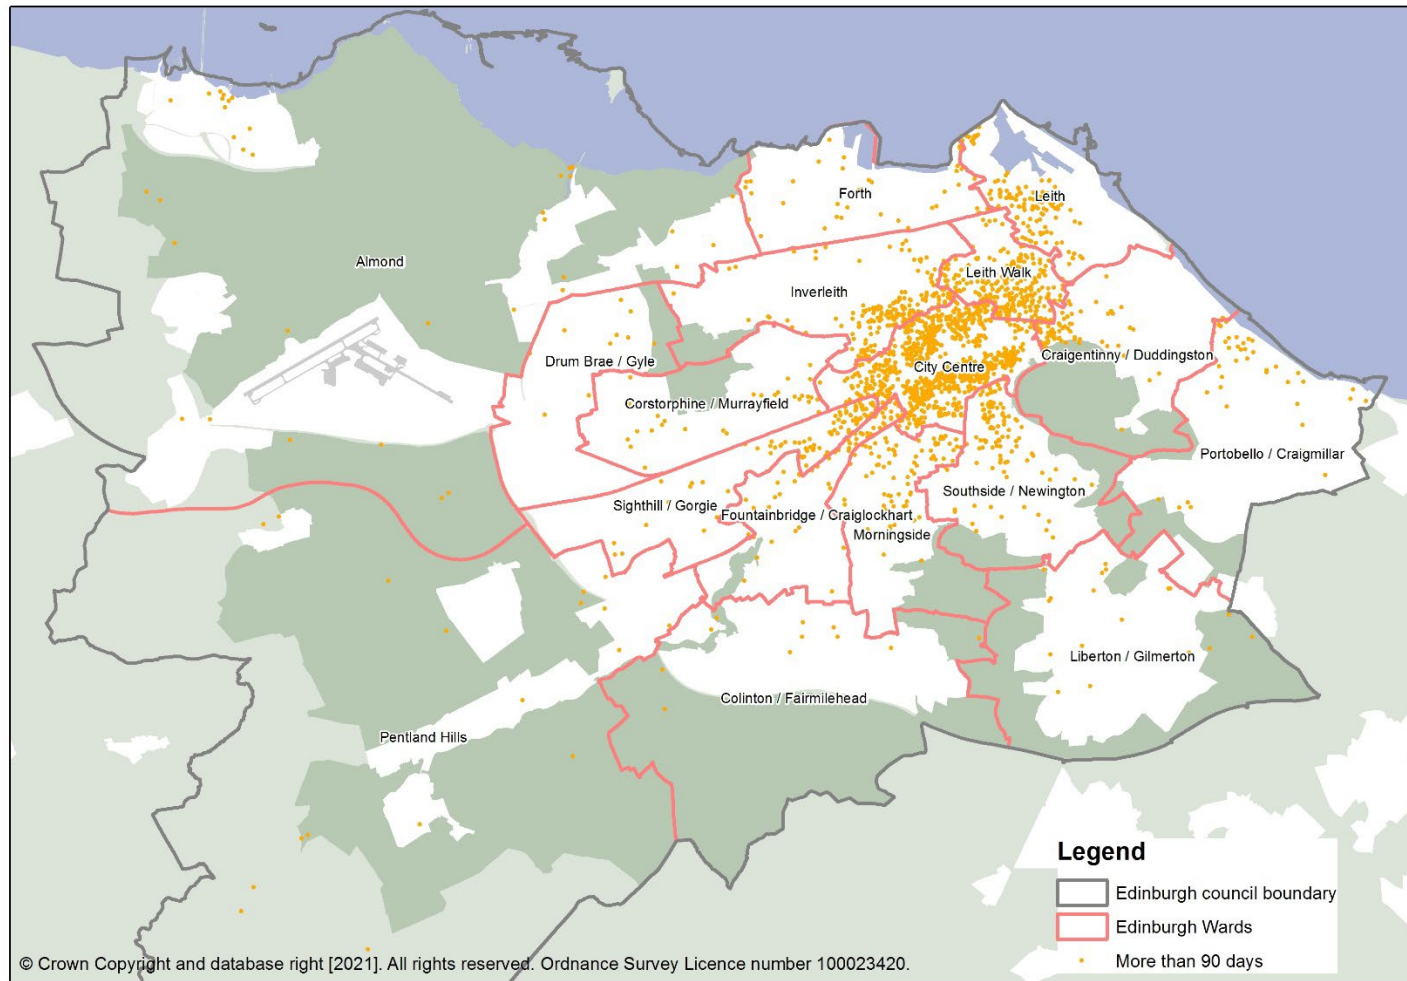 Forth
Leith
Almond
Leith Walk
Inverleith
Drum Brae / Gyle
Craigentinny / Duddingston
City Centre
Corstorphine / Murrayfield
Portobello / Craigmillar
Southside / Newington
Sighthill / Gorgie
Fountainbridge / Craiglockhart
Morningside
Liberton / Gilmerton
Colinton / Fairmilehead
Pentland Hills
Legend
Edinburgh council boundary
Edinburgh Wards
More than 90 days
© Crown Copyright and database right [2021]. All rights reserved. Ordnance Survey Licence number 100023420.